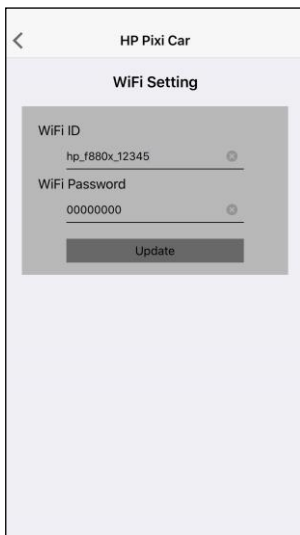 HP Pixi Car
WiFi Setting
WiFi ID
hp_f880x_12345
WiFi Password
00000000
Update